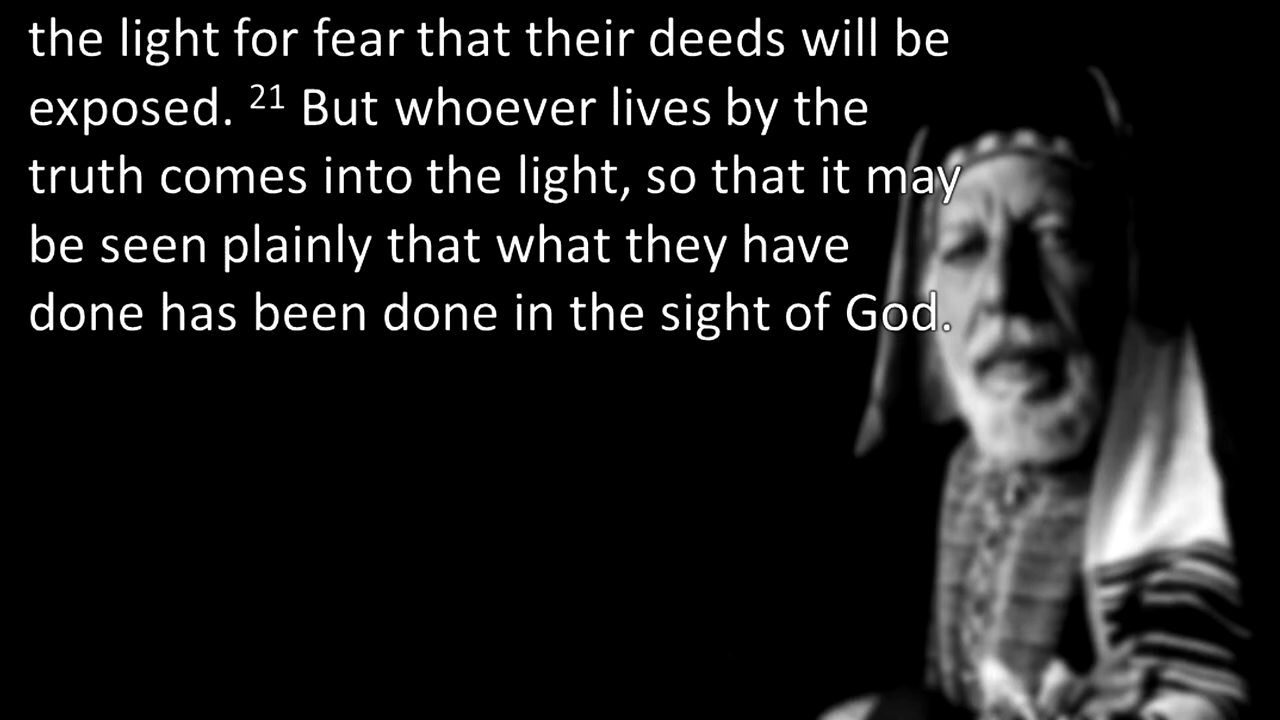 the light for fear that their deeds will be
exposed. 21 But whoever lives by the
truth comes into the light, so that it may
be seen plainly that what they have
done has been done in the sight of God.